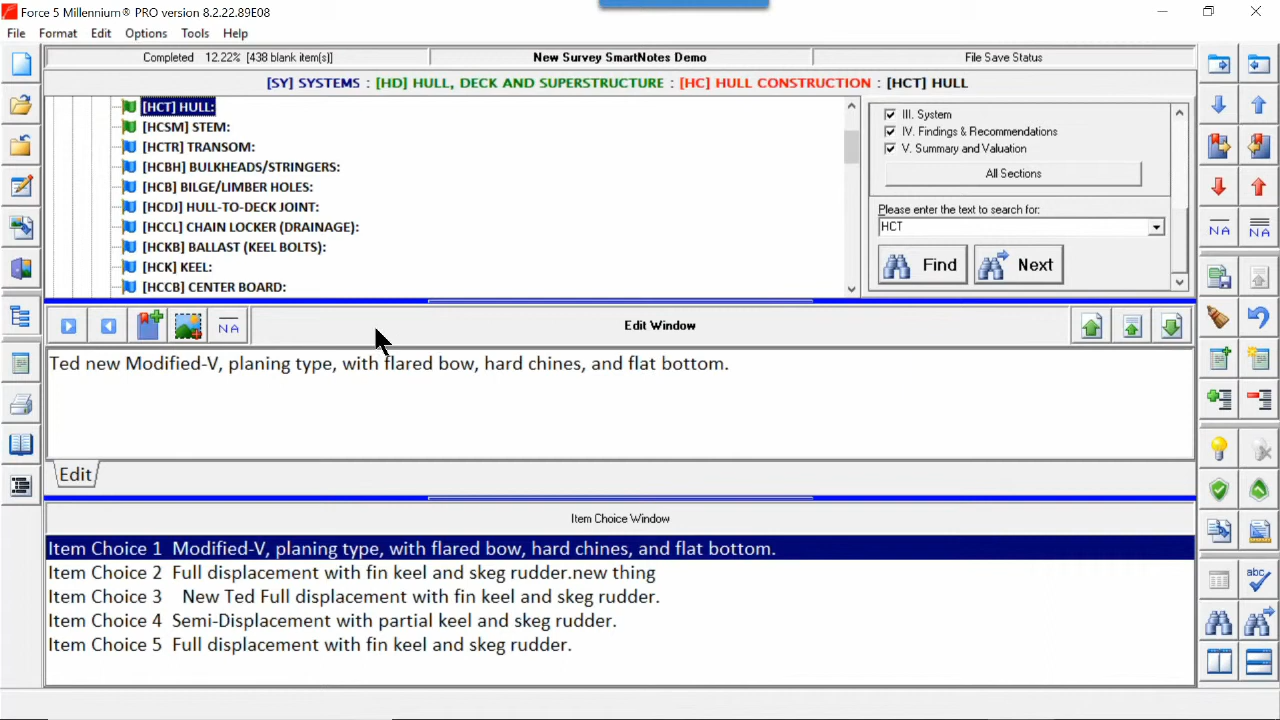 Force 5 Millennium® PRO version 8.2.22.89E08
File Format Edit Options Tools Help
Completed 12.22% [438 blank item(s)]
New Survey SmartNotes Demo
File Save Status
[SY] SYSTEMS : [HD] HULL, DECK AND SUPERSTRUCTURE : [HC] HULL CONSTRUCTION : [HCT] HULL
[HCT] HULL:
[HCSM] STEM:
[HCTR] TRANSOM:
[HCBH] BULKHEADS/STRINGERS:
[HCB] BILGE/LIMBER HOLES:
[HCDJ] HULL-TO-DECK JOINT:
[HCCL] CHAIN LOCKER (DRAINAGE):
[HCKB] BALLAST (KEEL BOLTS):
[HCK] KEEL:
[HCCB] CENTER BOARD:
III. System
IV. Findings & Recommendations
V. Summary and Valuation
All Sections
Please enter the text to search for:
HCT
Find
Next
NA
NA
NA
Edit Window
Ted new Modified-V, planing type, with flared bow, hard chines, and flat bottom.
Edit
Item Choice Window
Item Choice 1 Modified-V, planing type, with flared bow, hard chines, and flat bottom.
Item Choice 2 Full displacement with fin keel and skeg rudder.new thing
Item Choice 3 New Ted Full displacement with fin keel and skeg rudder.
Item Choice 4 Semi-Displacement with partial keel and skeg rudder.
Item Choice 5 Full displacement with fin keel and skeg rudder.
abc